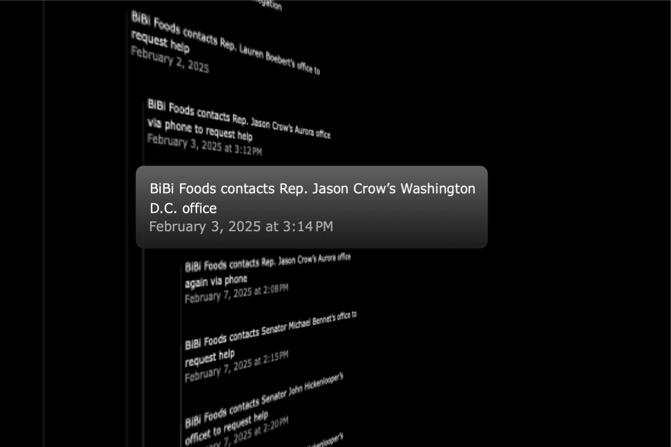 BiBi Foods contacts Rep. Lauren Boebert's office to
request help
February 2, 2025
BiBi Foods contacts Rep. Jason Crow's Aurora office
via phone to request help
February 3, 2025 at 3:12 PM
BiBi Foods contacts Rep. Jason Crow's Washington
D.C. office
February 3, 2025 at 3:14 PM
BiBi Foods contacts Rep. Jason Crow's Aurora office
again via phone
February 7, 2025 at 2:08 PM
BiBi Foods contacts Senator Michael Bennet's office to
request help
February 7, 2025 at 2:15 PM
BiBi Foods contacts Senator John Hickenlooper's
officet to request help
7, 2025 at 2:20 PM